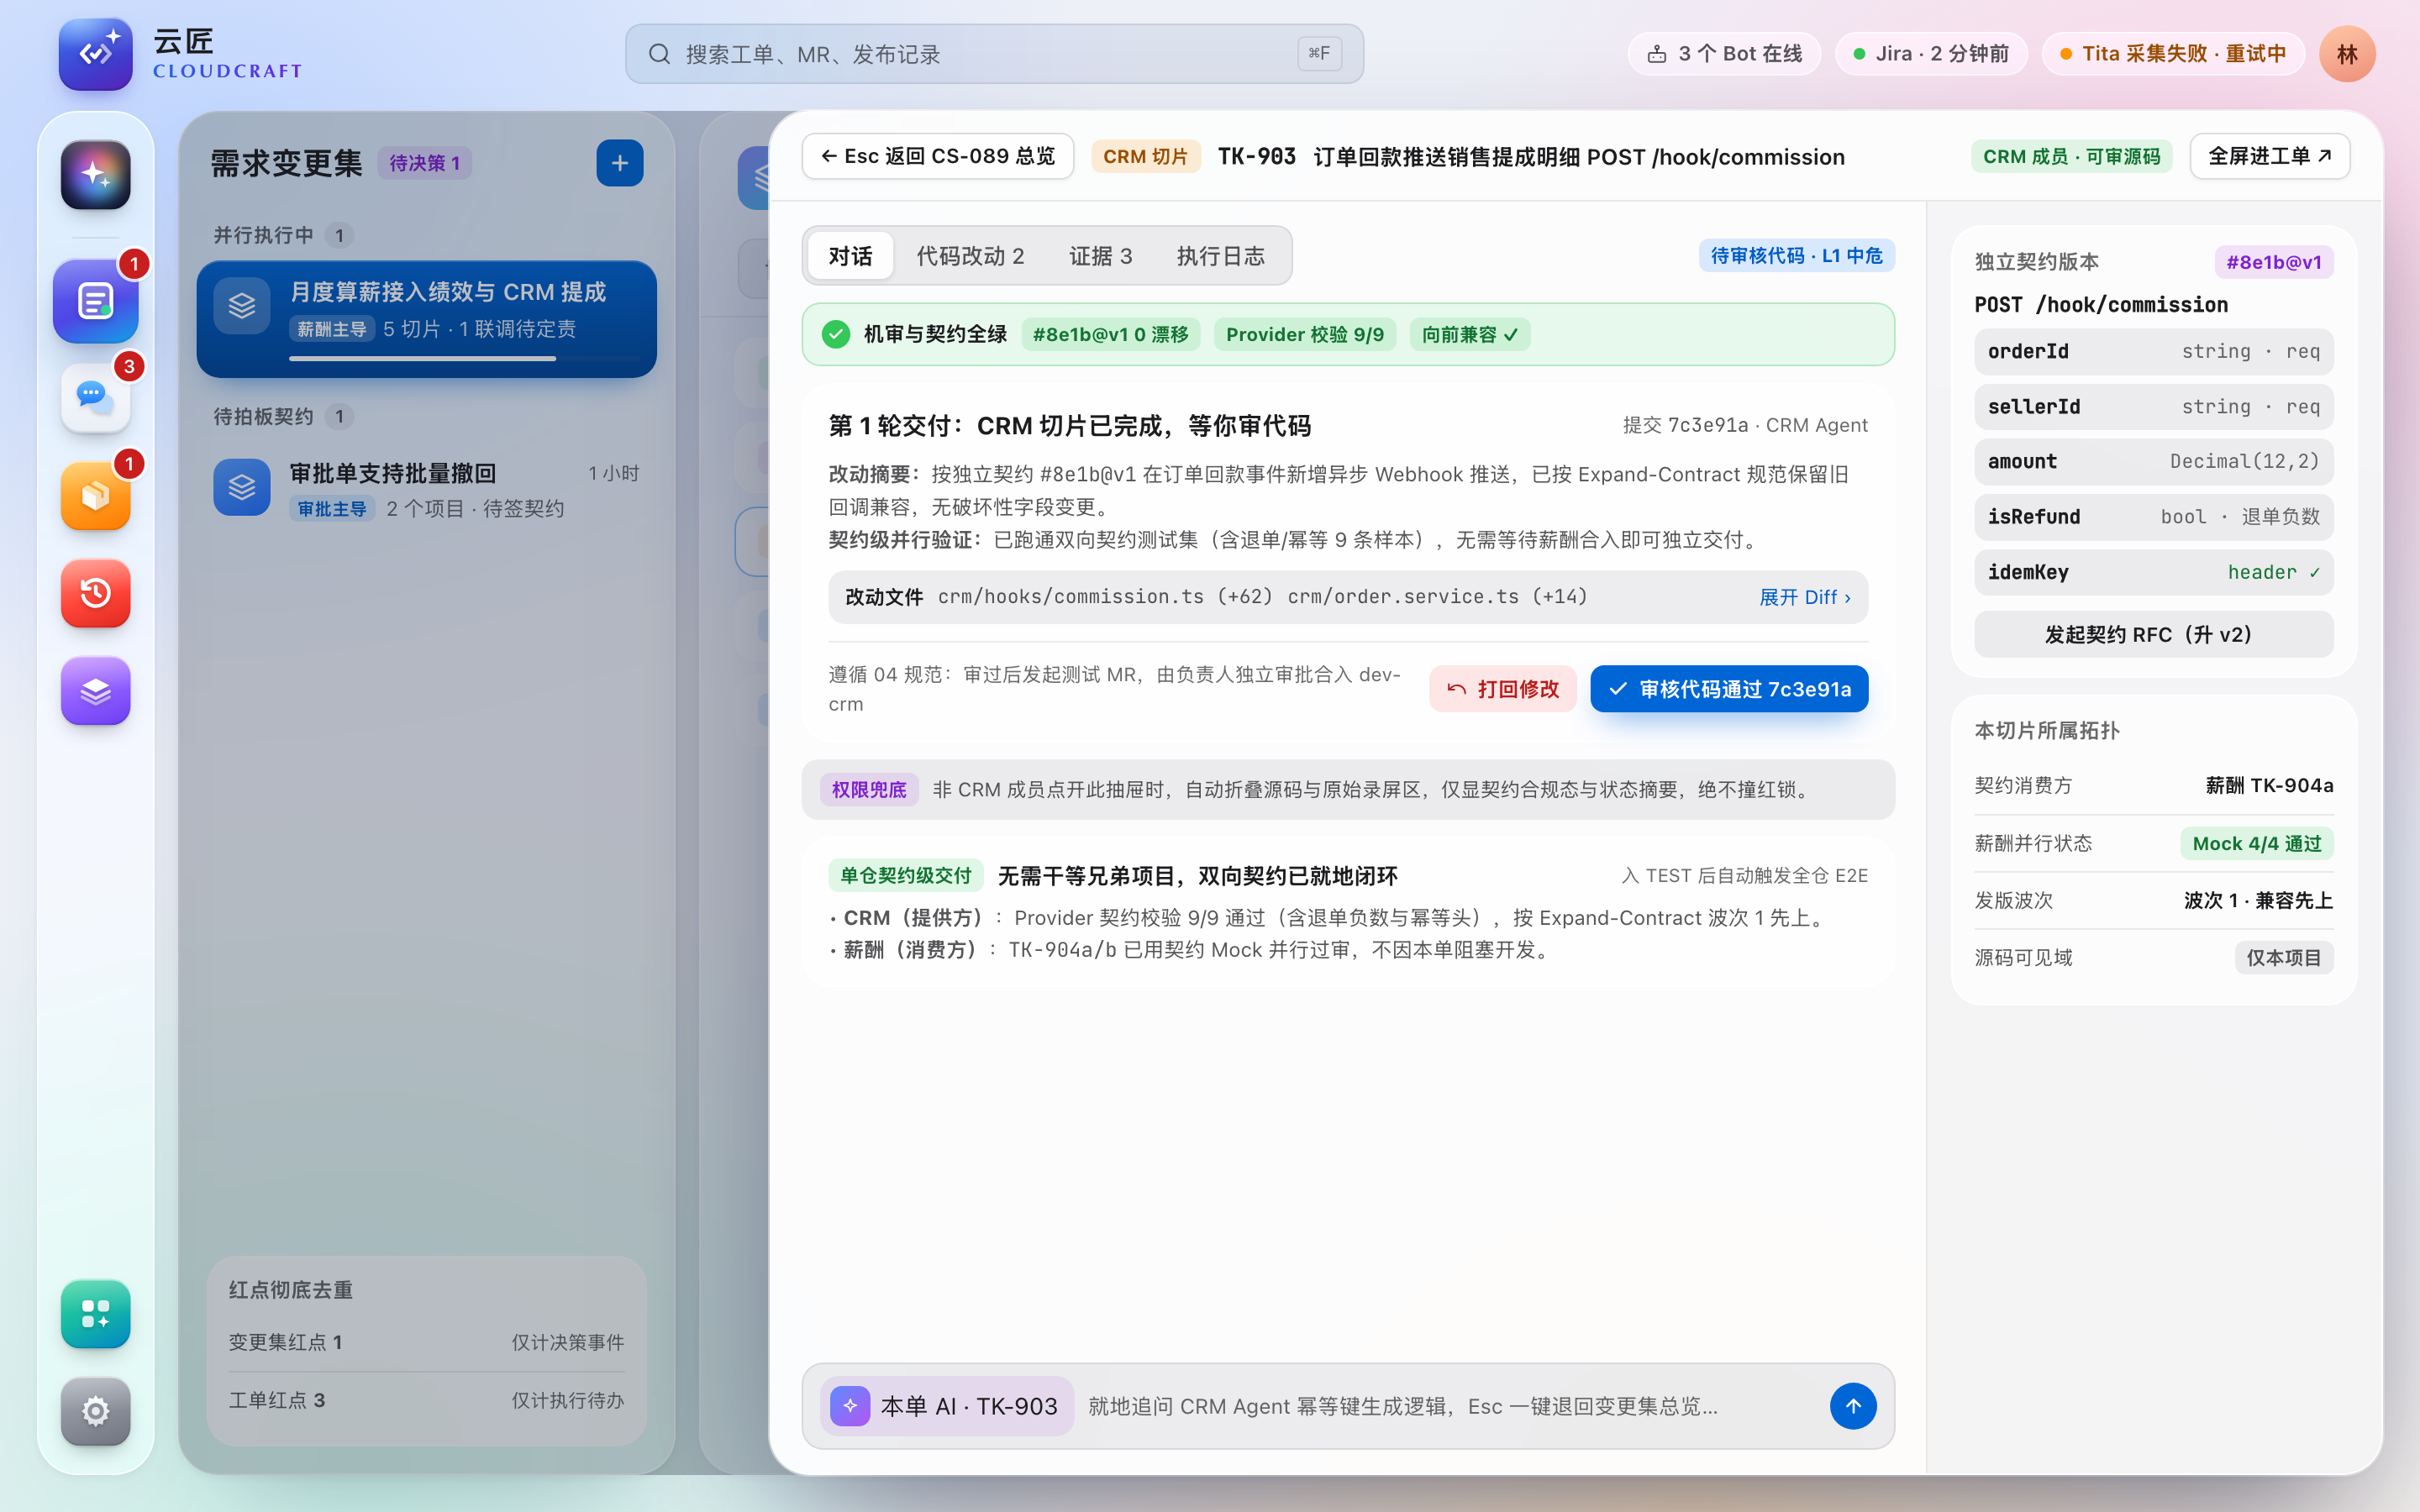 云匠
CLOUDCRAFT
搜索工单、MR、发布记录
⌘F
3 个 Bot 在线
Jira · 2 分钟前
Tita 采集失败 · 重试中
林
1
3
1
需求变更集
待决策 1
+
并行执行中 1
月度算薪接入绩效与 CRM 提成
薪酬主导 5 切片 · 1 联调待定责
待拍板契约 1
审批单支持批量撤回
1 小时
审批主导 2 个项目 · 待签契约
红点彻底去重
变更集红点 1
仅计决策事件
工单红点 3
仅计执行待办
← Esc 返回 CS-089 总览
CRM 切片
TK-903 订单回款推送销售提成明细 POST /hook/commission
CRM 成员 · 可审源码
全屏进工单 ↗
对话
代码改动 2
证据 3
执行日志
待审核代码 · L1 中危
机审与契约全绿
#8e1b@v1 0 漂移
Provider 校验 9/9
向前兼容 ✓
第 1 轮交付：CRM 切片已完成，等你审代码
提交 7c3e91a · CRM Agent
改动摘要：按独立契约 #8e1b@v1 在订单回款事件新增异步 Webhook 推送，已按 Expand-Contract 规范保留旧
回调兼容，无破坏性字段变更。
契约级并行验证：已跑通双向契约测试集（含退单/幂等 9 条样本），无需等待薪酬合入即可独立交付。
改动文件 crm/hooks/commission.ts (+62) crm/order.service.ts (+14)
展开 Diff ›
遵循 04 规范：审过后发起测试 MR，由负责人独立审批合入 dev-
crm
打回修改
审核代码通过 7c3e91a
权限兜底
非 CRM 成员点开此抽屉时，自动折叠源码与原始录屏区，仅显契约合规态与状态摘要，绝不撞红锁。
单仓契约级交付
无需干等兄弟项目，双向契约已就地闭环
入 TEST 后自动触发全仓 E2E
· CRM（提供方）：Provider 契约校验 9/9 通过（含退单负数与幂等头），按 Expand-Contract 波次 1 先上。
· 薪酬（消费方）：TK-904a/b 已用契约 Mock 并行过审，不因本单阻塞开发。
本单 AI · TK-903
就地追问 CRM Agent 幂等键生成逻辑，Esc 一键退回变更集总览...
独立契约版本
#8e1b@v1
POST /hook/commission
orderId
string · req
sellerId
string · req
amount
Decimal(12,2)
isRefund
bool · 退单负数
idemKey
header ✓
发起契约 RFC（升 v2）
本切片所属拓扑
契约消费方
薪酬 TK-904a
薪酬并行状态
Mock 4/4 通过
发版波次
波次 1 · 兼容先上
源码可见域
仅本项目